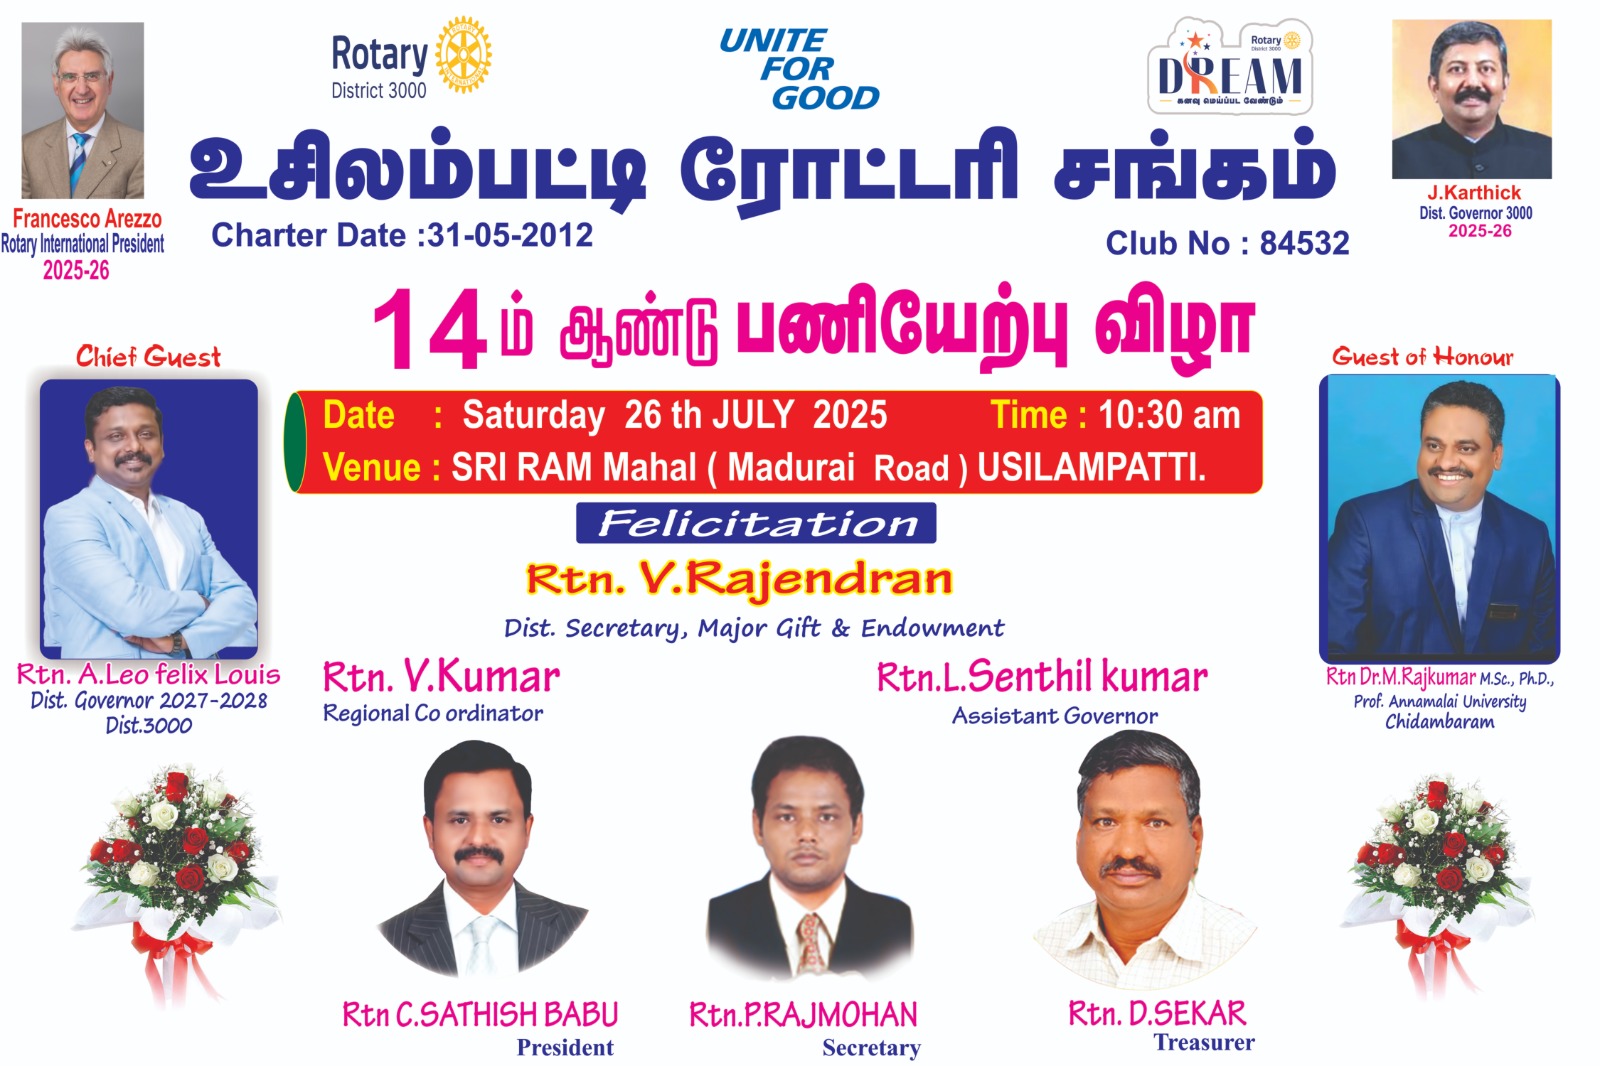 Rotary
District 3000
UNITE
FOR
GOOD
Rotary
District 3000
DREAM
கனவு மெய்ப்பட வேண்டும்
உசிலம்பட்டி ரோட்டரி சங்கம்
Francesco Arezzo
Rotary International President
2025-26
Charter Date :31-05-2012
Club No : 84532
J.Karthick
Dist. Governor 3000
2025-26
14ம் ஆண்டு பணியேற்பு விழா
Chief Guest
Guest of Honour
Date : Saturday 26 th JULY 2025 Time : 10:30 am
Venue : SRI RAM Mahal ( Madurai Road ) USILAMPATTI.
Felicitation
Rtn. V.Rajendran
Dist. Secretary, Major Gift & Endowment
Rtn. A.Leo felix Louis
Dist. Governor 2027-2028
Dist.3000
Rtn. V.Kumar
Regional Co ordinator
Rtn.L.Senthil kumar
Assistant Governor
Rtn Dr.M.Rajkumar M.Sc., Ph.D.,
Prof. Annamalai University
Chidambaram
Rtn C.SATHISH BABU
President
Rtn.P.RAJMOHAN
Secretary
Rtn. D.SEKAR
Treasurer